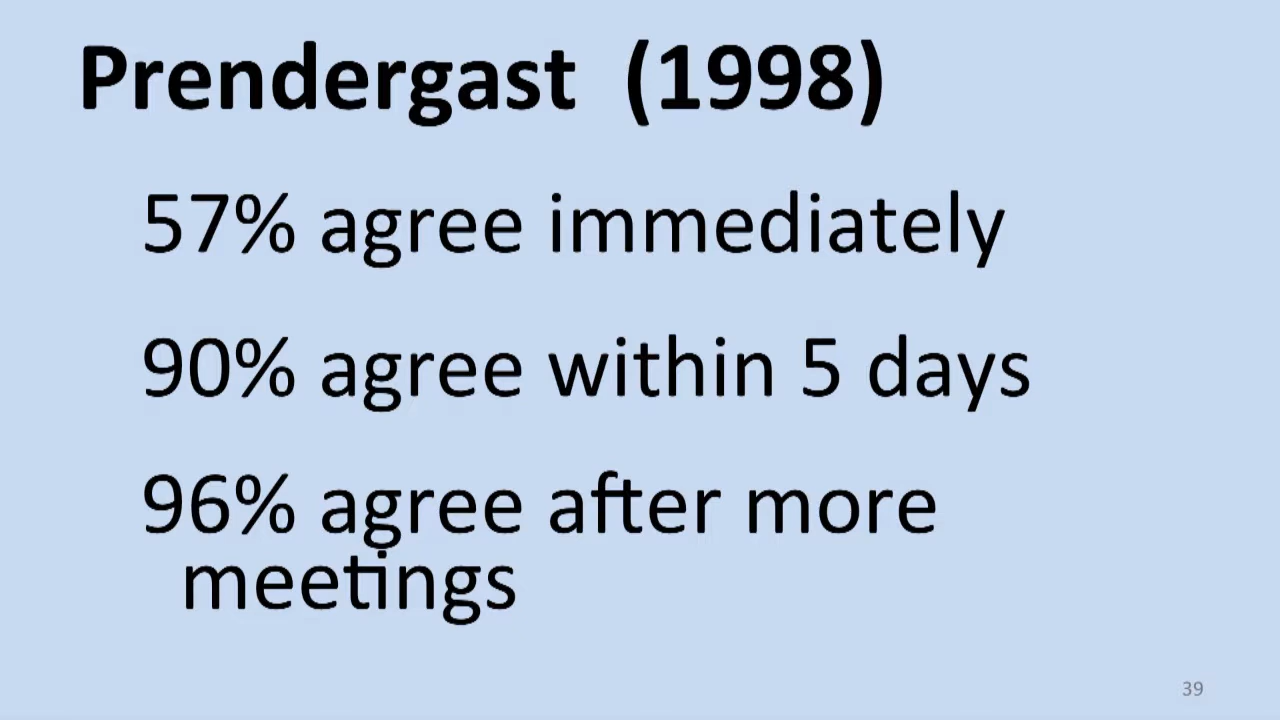 Prendergast (1998)
57% agree immediately
90% agree within 5 days
96% agree after more
meetings
39